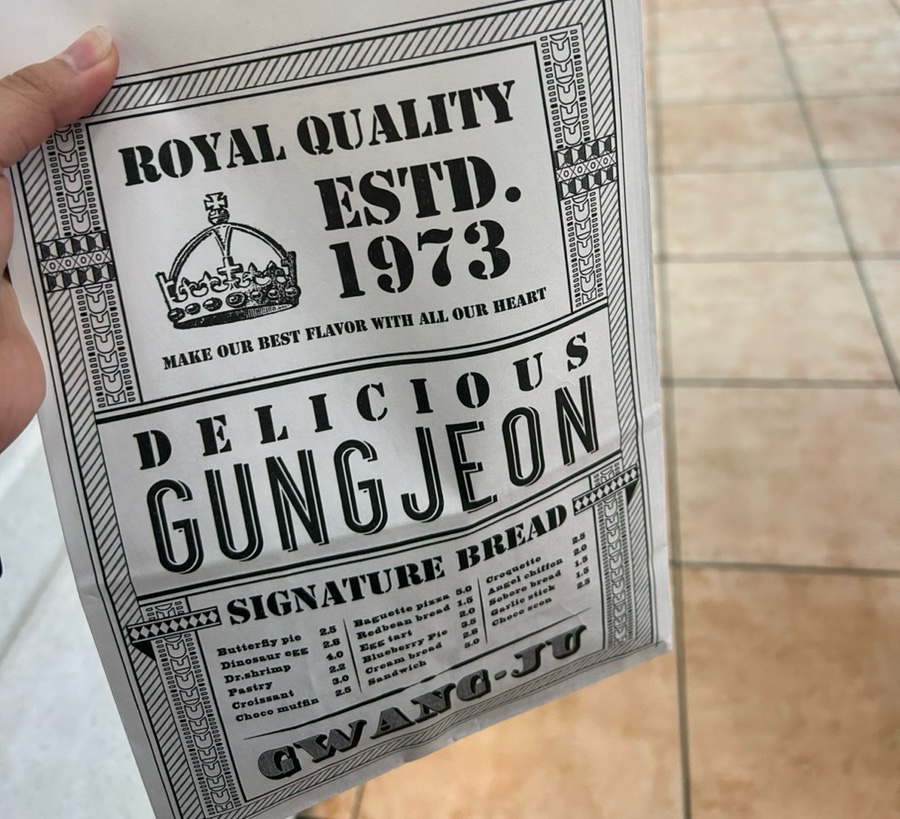 ROYAL QUALITY
ESTD.
1973
MAKE OUR BEST FLAVOR WITH ALL OUR HEART
DELICIOUS
GUNGJEON
SIGNATURE BREAD
Butterfly pie 2.5
Dinosaur egg 2.6
Dr.shrimp 4.0
Pastry 2.2
Croissant 3.0
Choco muffin 2.5
Baguette pizza 5.0
Redbean bread 1.5
Egg tart 2.0
Blueberry Pie 3.5
Cream bread 2.8
Sandwich 5.0
Croquette 2.5
Angel chiffon 2.0
Soboro bread 1.5
Garlic stick 1.5
Choco scon 2.5
GWANG-JU